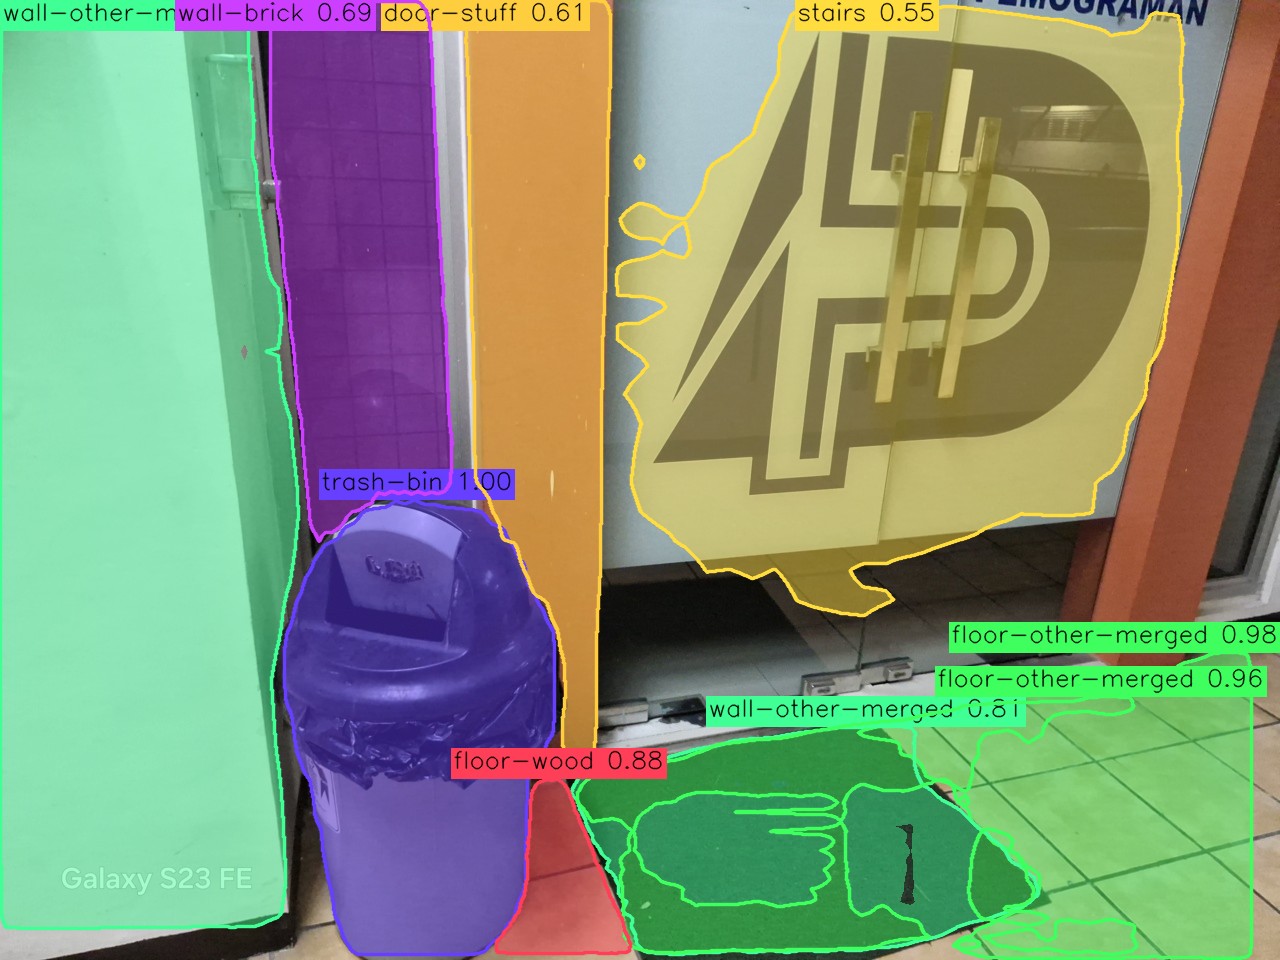 wall-other-m
wall-brick 0.69
door-stuff 0.61
stairs 0.55
PEMOGRAMAN
4D
trash-bin 1.00
floor-other-merged 0.98
floor-other-merged 0.96
wall-other-merged 0.81
floor-wood 0.88
Galaxy S23 FE